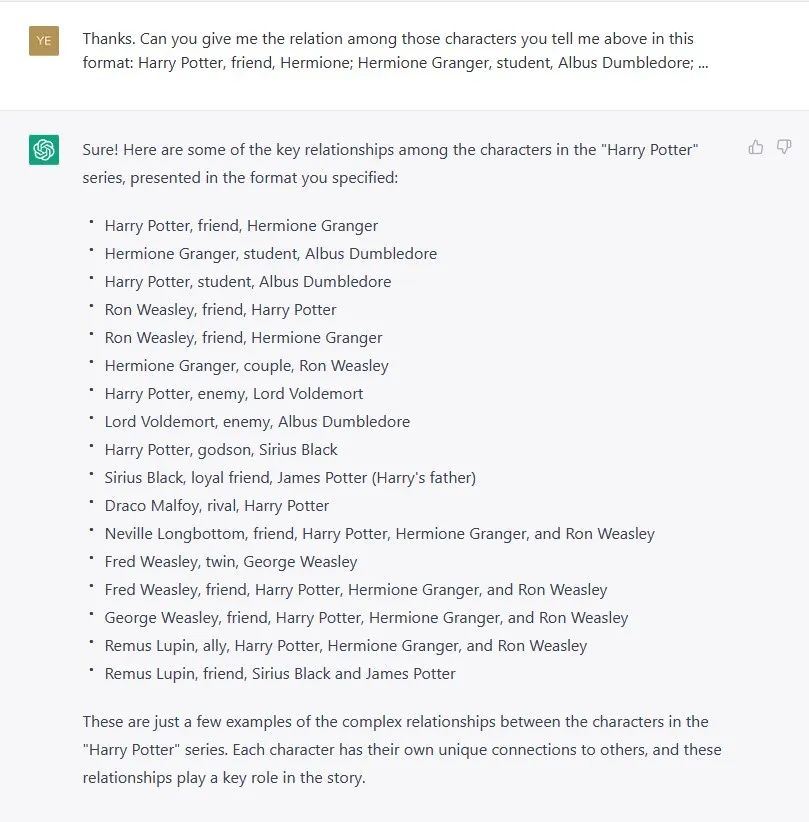 YE
Thanks. Can you give me the relation among those characters you tell me above in this
format: Harry Potter, friend, Hermione; Hermione Granger, student, Albus Dumbledore; ...
Sure! Here are some of the key relationships among the characters in the "Harry Potter"
series, presented in the format you specified:
• Harry Potter, friend, Hermione Granger
• Hermione Granger, student, Albus Dumbledore
• Harry Potter, student, Albus Dumbledore
• Ron Weasley, friend, Harry Potter
• Ron Weasley, friend, Hermione Granger
• Hermione Granger, couple, Ron Weasley
• Harry Potter, enemy, Lord Voldemort
• Lord Voldemort, enemy, Albus Dumbledore
• Harry Potter, godson, Sirius Black
• Sirius Black, loyal friend, James Potter (Harry's father)
• Draco Malfoy, rival, Harry Potter
• Neville Longbottom, friend, Harry Potter, Hermione Granger, and Ron Weasley
• Fred Weasley, twin, George Weasley
• Fred Weasley, friend, Harry Potter, Hermione Granger, and Ron Weasley
• George Weasley, friend, Harry Potter, Hermione Granger, and Ron Weasley
• Remus Lupin, ally, Harry Potter, Hermione Granger, and Ron Weasley
• Remus Lupin, friend, Sirius Black and James Potter
These are just a few examples of the complex relationships between the characters in the
"Harry Potter" series. Each character has their own unique connections to others, and these
relationships play a key role in the story.